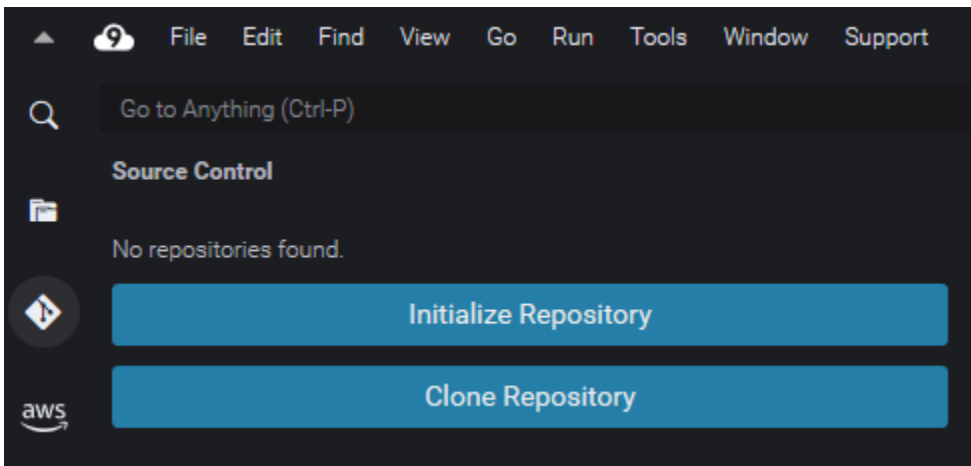 9 File Edit Find View Go Run Tools Window Support
Go to Anything (Ctrl-P)
Source Control
No repositories found.
Initialize Repository
Clone Repository
aws